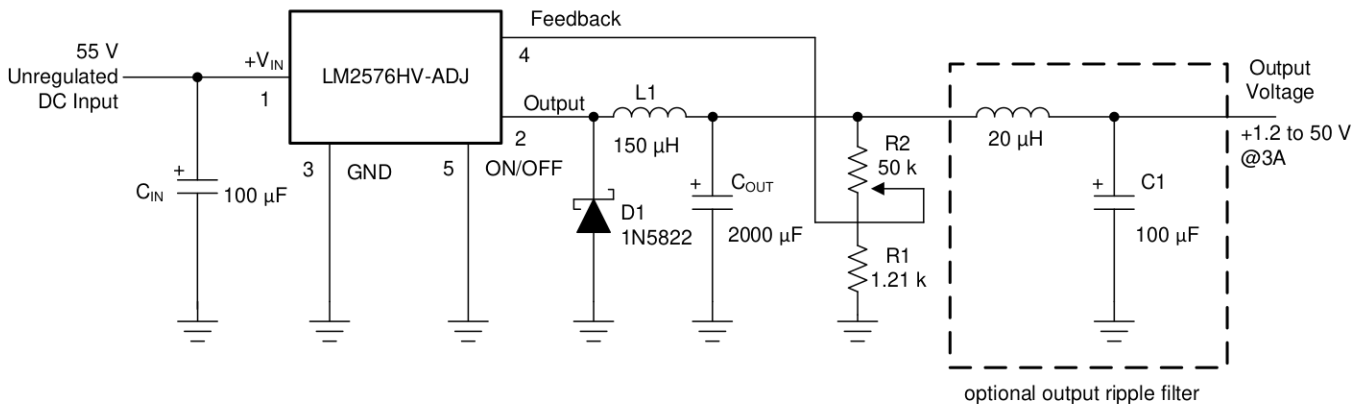 Feedback
55 V
Unregulated
DC Input
+VIN
1
LM2576HV-ADJ
4
Output
2
L1
150 μH
3
GND
5
ON/OFF
CIN
+
100 μF
D1
1N5822
+
COUT
2000 μF
R2
50 k
R1
1.21 k
20 μH
+
C1
100 μF
Output
Voltage
+1.2 to 50 V
@3A
optional output ripple filter